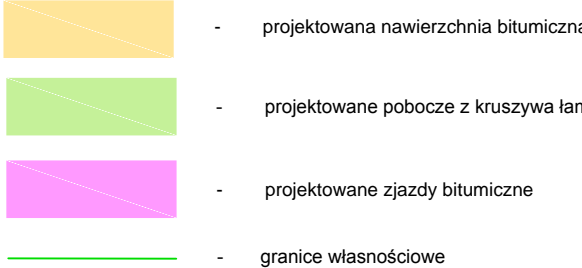 - projektowana nawierzchnia bitumiczna
- projektowane pobocze z kruszywa
- projektowane zjazdy bitumiczne
- granice własnościowe